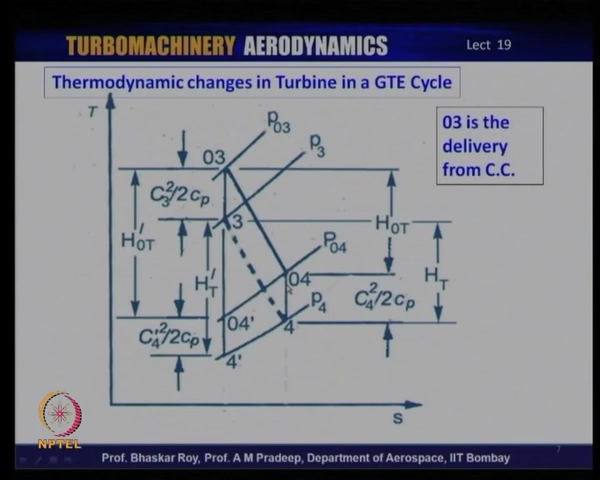 TURBOMACHINERY AERODYNAMICS
Lect 19
Thermodynamic changes in Turbine in a GTE Cycle
03 is the
delivery
from C.C.
T
P03
P3
03
C3²/2cp
3
H'0T
H0T
P04
H'T
HT
04
P4
C4²/2cp
04'
4
C4'²/2cp
4'
S
NPTEL
Prof. Bhaskar Roy, Prof. A M Pradeep, Department of Aerospace, IIT Bombay
7